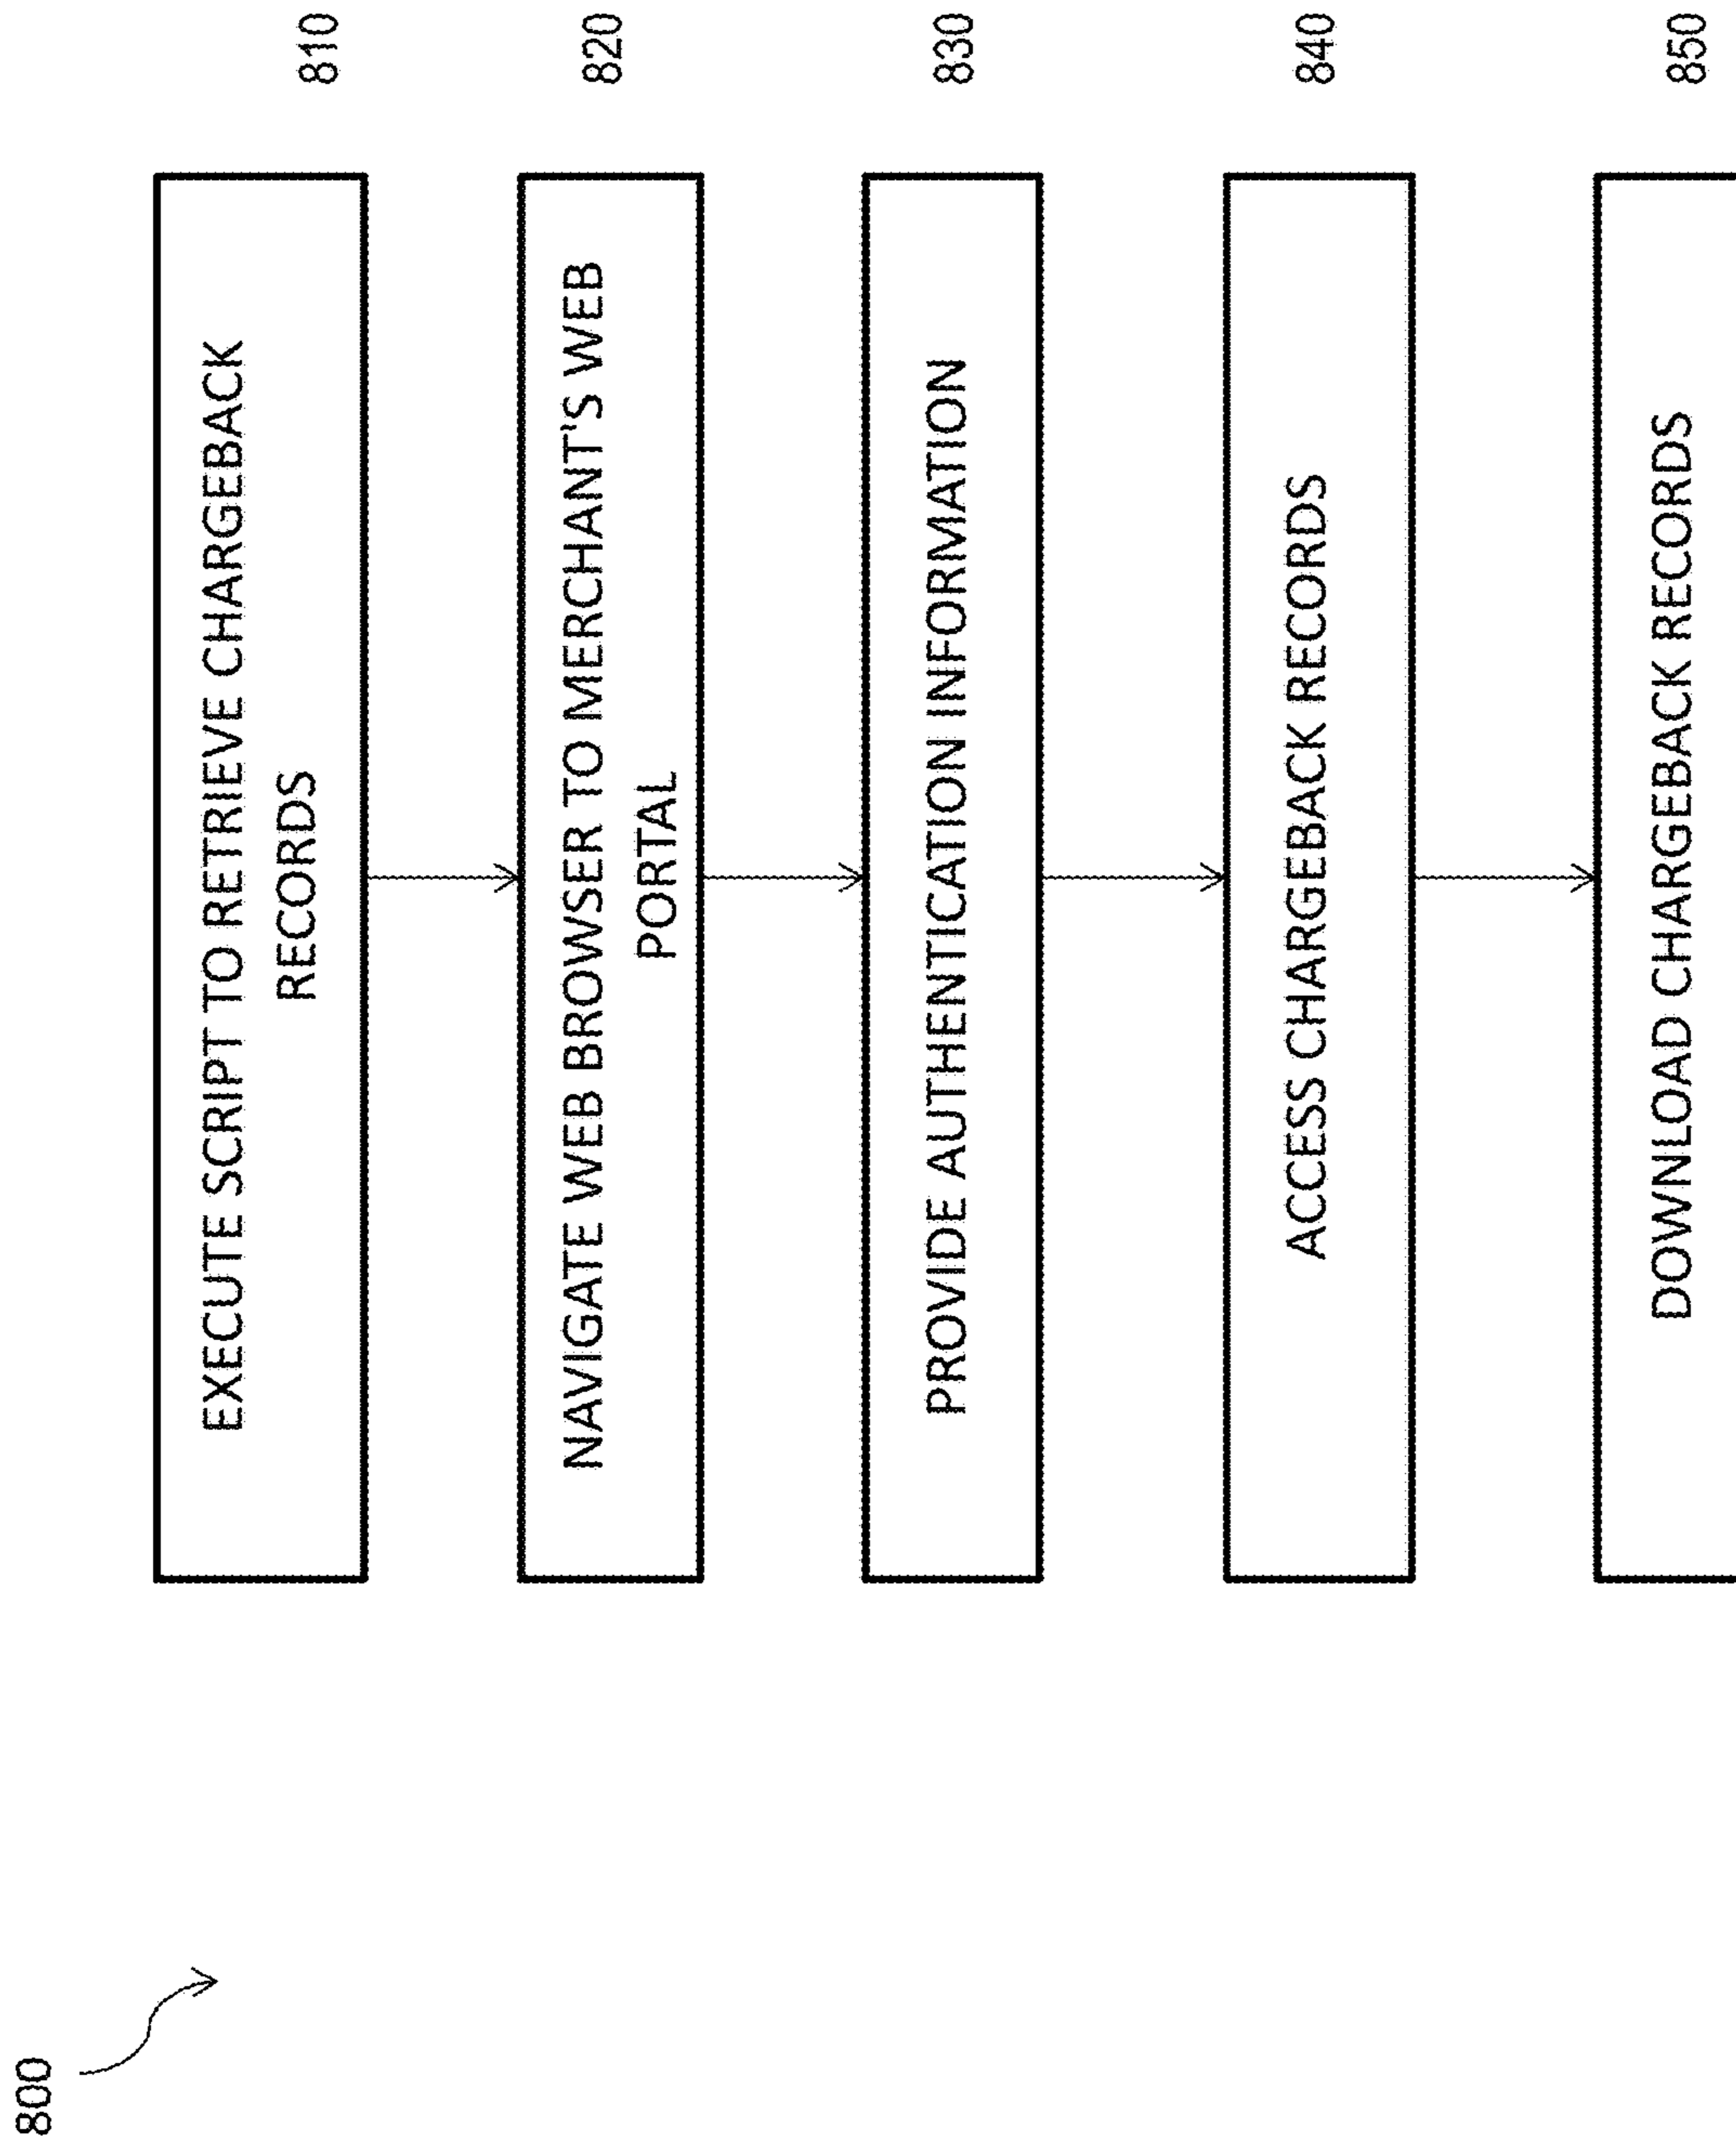 800
EXECUTE SCRIPT TO RETRIEVE CHARGEBACK
RECORDS
810
NAVIGATE WEB BROWSER TO MERCHANT'S WEB
PORTAL
820
PROVIDE AUTHENTICATION INFORMATION
830
ACCESS CHARGEBACK RECORDS
840
DOWNLOAD CHARGEBACK RECORDS
850